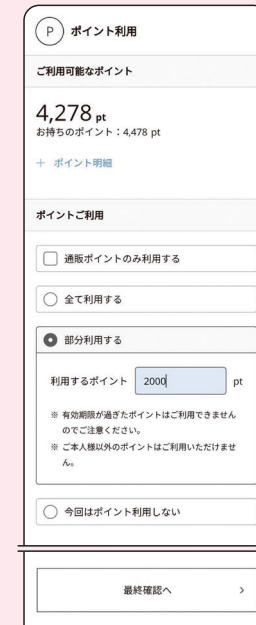 P ポイント利用
ご利用可能なポイント
4,278 pt
お持ちのポイント：4,478 pt
＋ ポイント明細
ポイントご利用
通販ポイントのみ利用する
全て利用する
部分利用する
利用するポイント 2000 pt
※ 有効期限が過ぎたポイントはご利用できません
のでご注意ください。
※ ご本人様以外のポイントはご利用いただけませ
ん。
今回はポイント利用しない
最終確認へ >